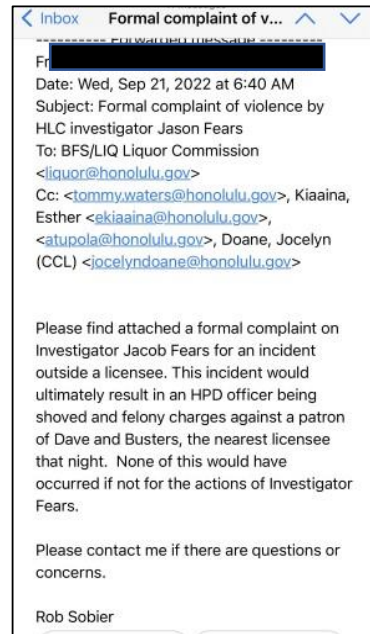 Inbox Formal complaint of v...
---------- Forwarded message ---------
Fr
Date: Wed, Sep 21, 2022 at 6:40 AM
Subject: Formal complaint of violence by
HLC investigator Jason Fears
To: BFS/LIQ Liquor Commission
<liquor@honolulu.gov>
Cc: <tommy.waters@honolulu.gov>, Kiaaina,
Esther <ekiaaina@honolulu.gov>,
<atupola@honolulu.gov>, Doane, Jocelyn
(CCL) <jocelyndoane@honolulu.gov>
Please find attached a formal complaint on
Investigator Jacob Fears for an incident
outside a licensee. This incident would
ultimately result in an HPD officer being
shoved and felony charges against a patron
of Dave and Busters, the nearest licensee
that night.  None of this would have
occurred if not for the actions of Investigator
Fears.
Please contact me if there are questions or
concerns.
Rob Sobier